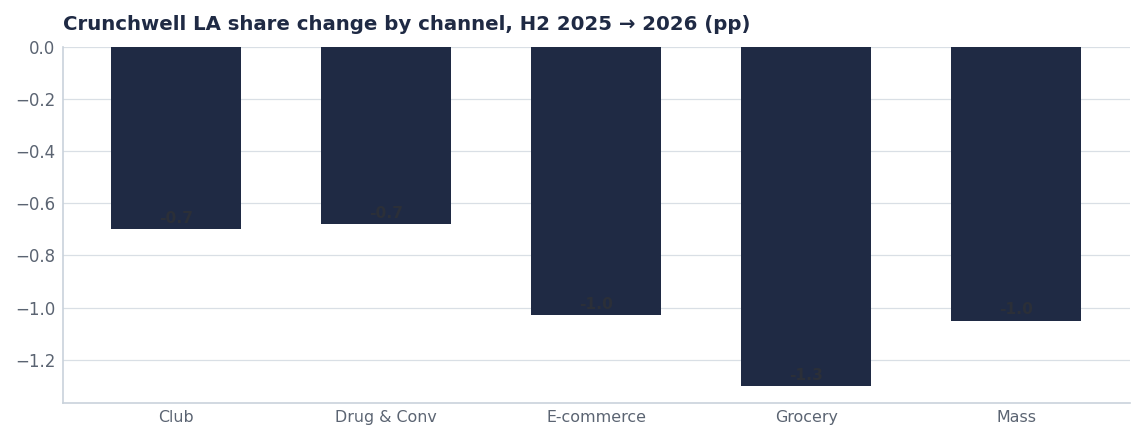 Crunchwell LA share change by channel, H2 2025 → 2026 (pp)
0.0
−0.2
−0.4
−0.6
−0.8
−1.0
−1.2
-0.7
-0.7
-1.0
-1.3
-1.0
Club
Drug & Conv
E-commerce
Grocery
Mass